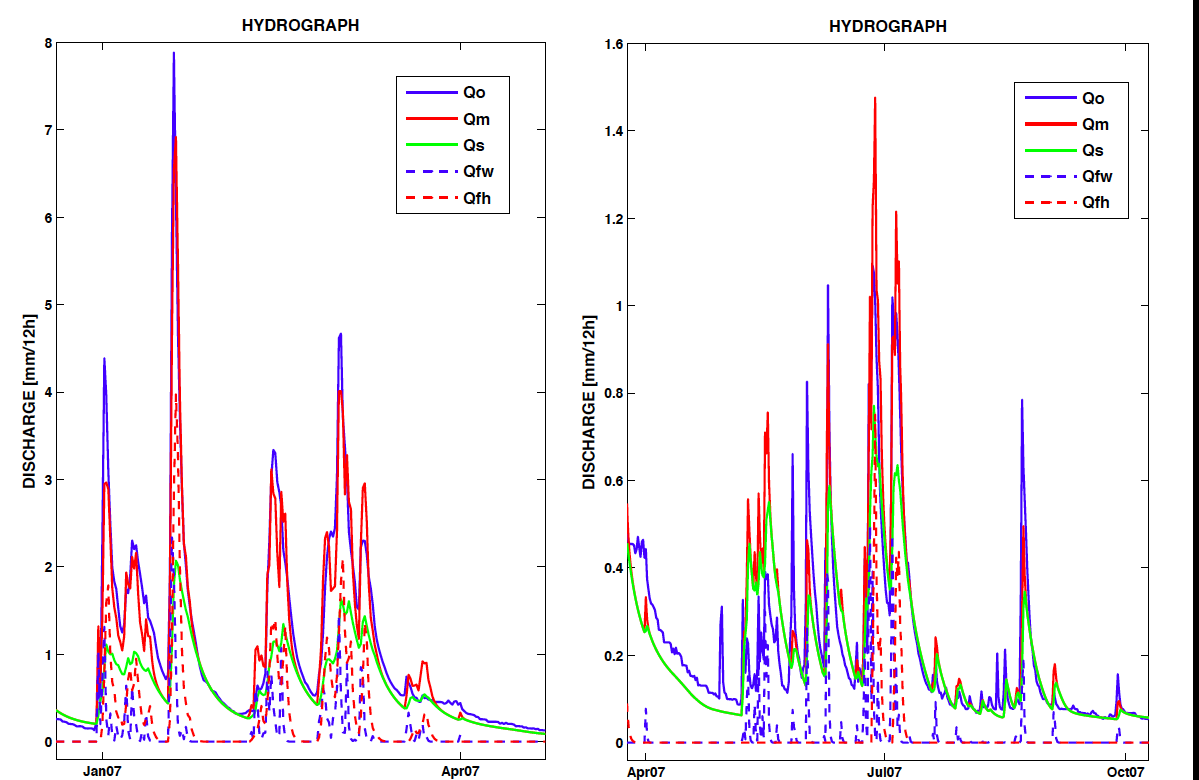 HYDROGRAPH
8
7
6
5
4
3
2
1
0
DISCHARGE [mm/12h]
Jan07
Apr07
Qo
Qm
Qs
Qfw
Qfh
HYDROGRAPH
1.6
1.4
1.2
1
0.8
0.6
0.4
0.2
0
DISCHARGE [mm/12h]
Apr07
Jul07
Oct07
Qo
Qm
Qs
Qfw
Qfh